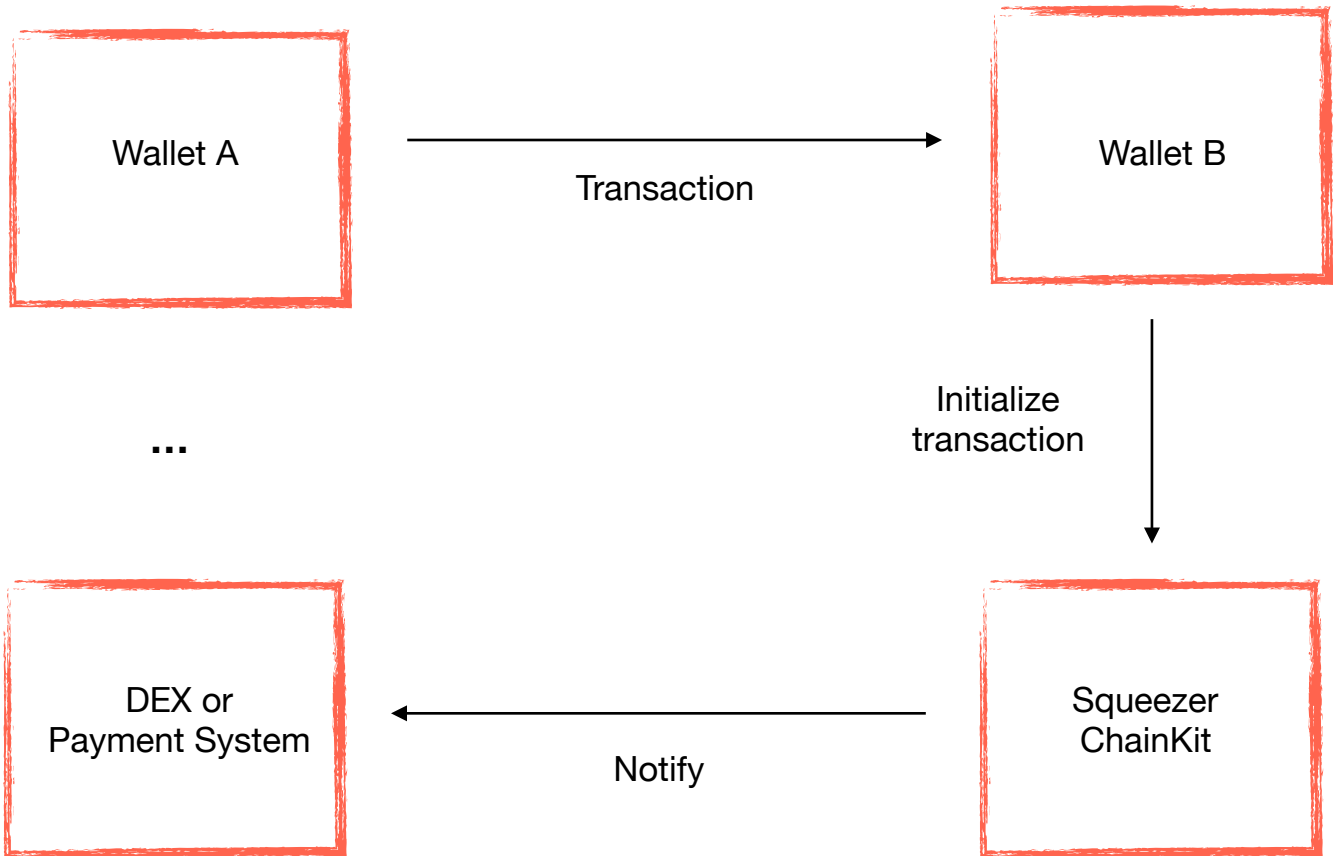 Wallet A
Transaction
Wallet B
Initialize
transaction
...
DEX or
Payment System
Notify
Squeezer
ChainKit